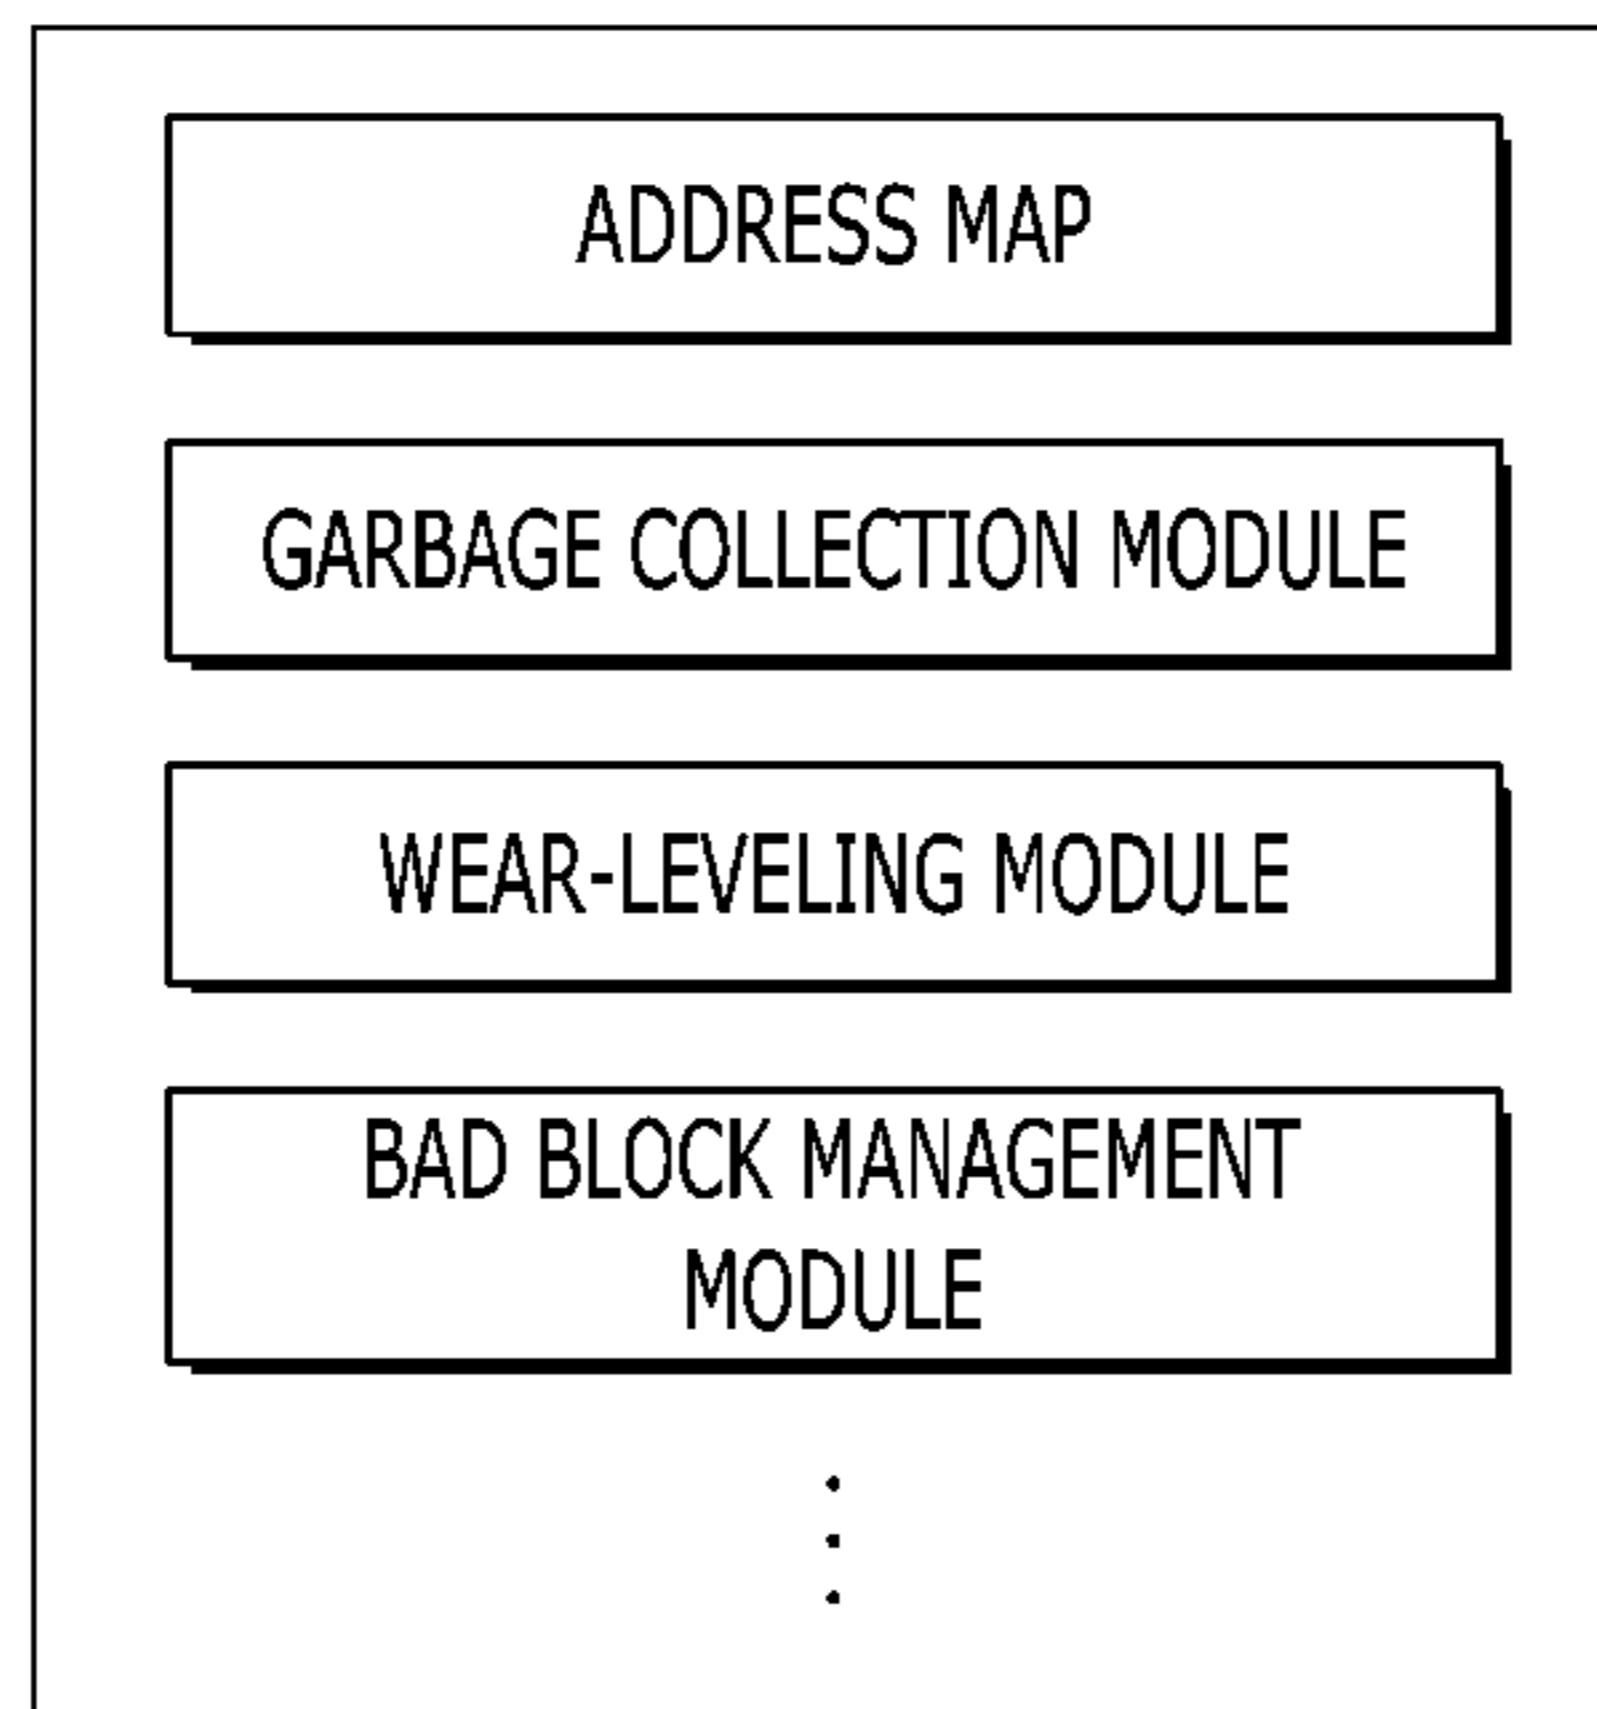 ADDRESS MAP
GARBAGE COLLECTION MODULE
WEAR-LEVELING MODULE
BAD BLOCK MANAGEMENT
MODULE